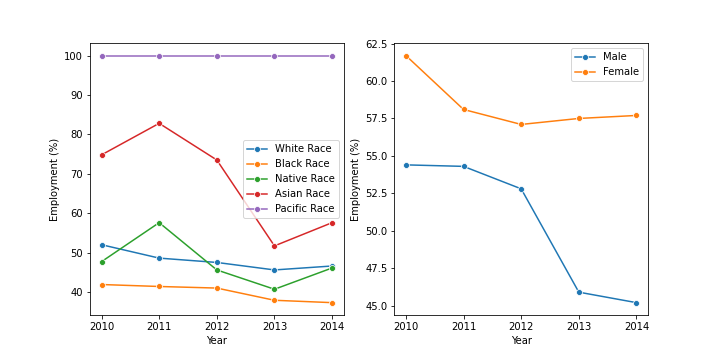 100
90
80
70
60
50
40
Employment (%)
2010 2011 2012 2013 2014
Year
White Race
Black Race
Native Race
Asian Race
Pacific Race
62.5
60.0
57.5
55.0
52.5
50.0
47.5
45.0
Employment (%)
2010 2011 2012 2013 2014
Year
Male
Female